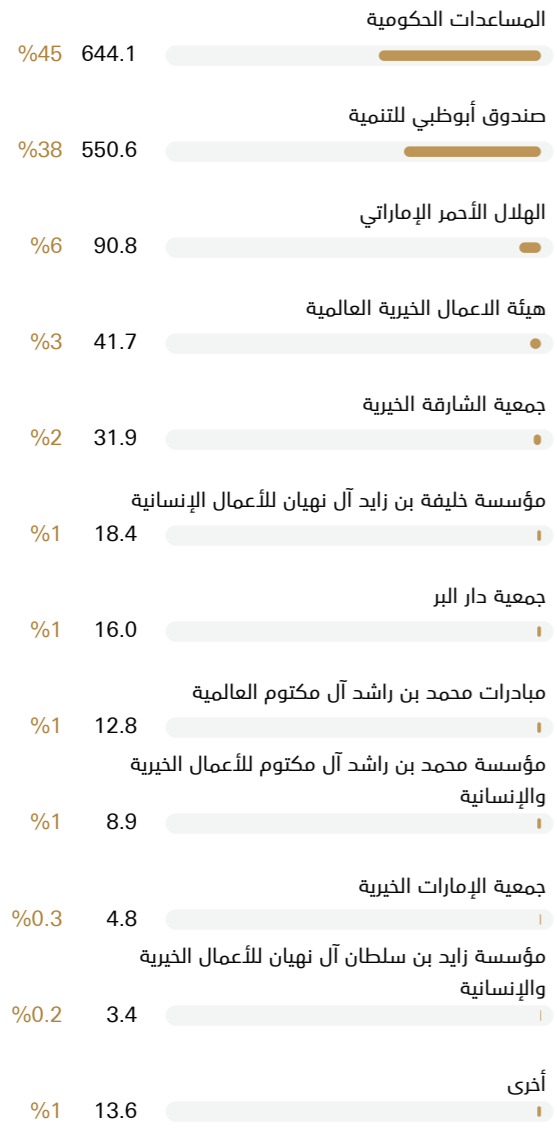 المساعدات الحكومية
644.1 %45
صندوق أبوظبي للتنمية
550.6 %38
الهلال الأحمر الإماراتي
90.8 %6
هيئة الاعمال الخيرية العالمية
41.7 %3
جمعية الشارقة الخيرية
31.9 %2
مؤسسة خليفة بن زايد آل نهيان للأعمال الإنسانية
18.4 %1
جمعية دار البر
16.0 %1
مبادرات محمد بن راشد آل مكتوم العالمية
12.8 %1
مؤسسة محمد بن راشد آل مكتوم للأعمال الخيرية
والإنسانية
8.9 %1
جمعية الإمارات الخيرية
4.8 %0.3
مؤسسة زايد بن سلطان آل نهيان للأعمال الخيرية
والإنسانية
3.4 %0.2
أخرى
13.6 %1